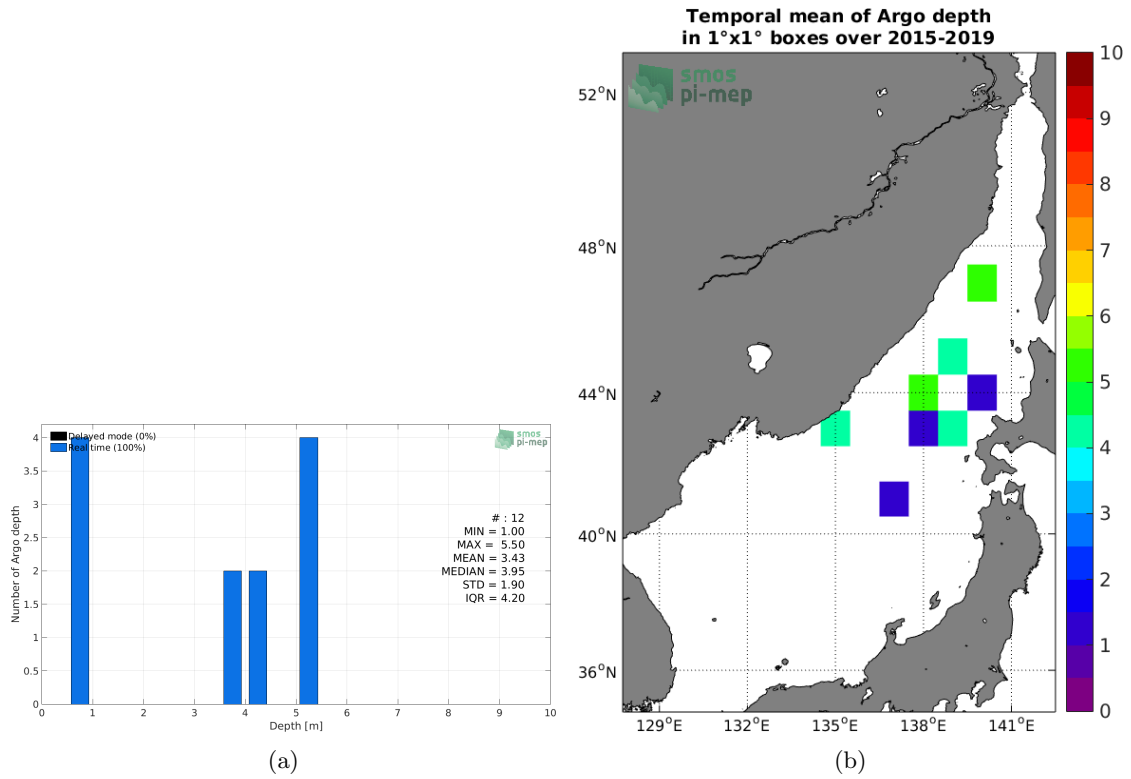 Temporal mean of Argo depth
in 1°x1° boxes over 2015-2019
smos
pi-mep
52°N
48°N
44°N
40°N
36°N
129°E
132°E
135°E
138°E
141°E
10
9
8
7
6
5
4
3
2
1
0
Delayed mode (0%)
Real time (100%)
smos
pi-mep
# : 12
MIN = 1.00
MAX = 5.50
MEAN = 3.43
MEDIAN = 3.95
STD = 1.90
IQR = 4.20
Number of Argo depth
4
3.5
3
2.5
2
1.5
1
0.5
0
0 1 2 3 4 5 6 7 8 9 10
Depth [m]
(a)
(b)